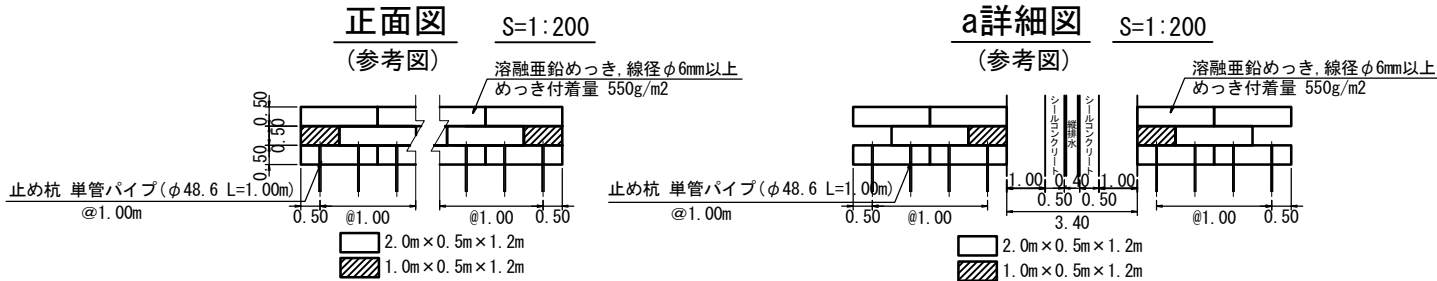 正面図 S=1:200
(参考図)
溶融亜鉛めっき,線径φ6mm以上
めっき付着量 550g/m2
0.50
0.50
0.50
止め杭 単管パイプ(φ48.6 L=1.00m)
@1.00m
0.50 @1.00 @1.00 0.50
2.0m×0.5m×1.2m
1.0m×0.5m×1.2m
a詳細図 S=1:200
(参考図)
溶融亜鉛めっき,線径φ6mm以上
めっき付着量 550g/m2
シールコンクリート
縦排水
シールコンクリート
止め杭 単管パイプ(φ48.6 L=1.00m)
@1.00m
1.00 0.40 1.00
0.50 0.50
0.50 @1.00 3.40 @1.00 0.50
2.0m×0.5m×1.2m
1.0m×0.5m×1.2m